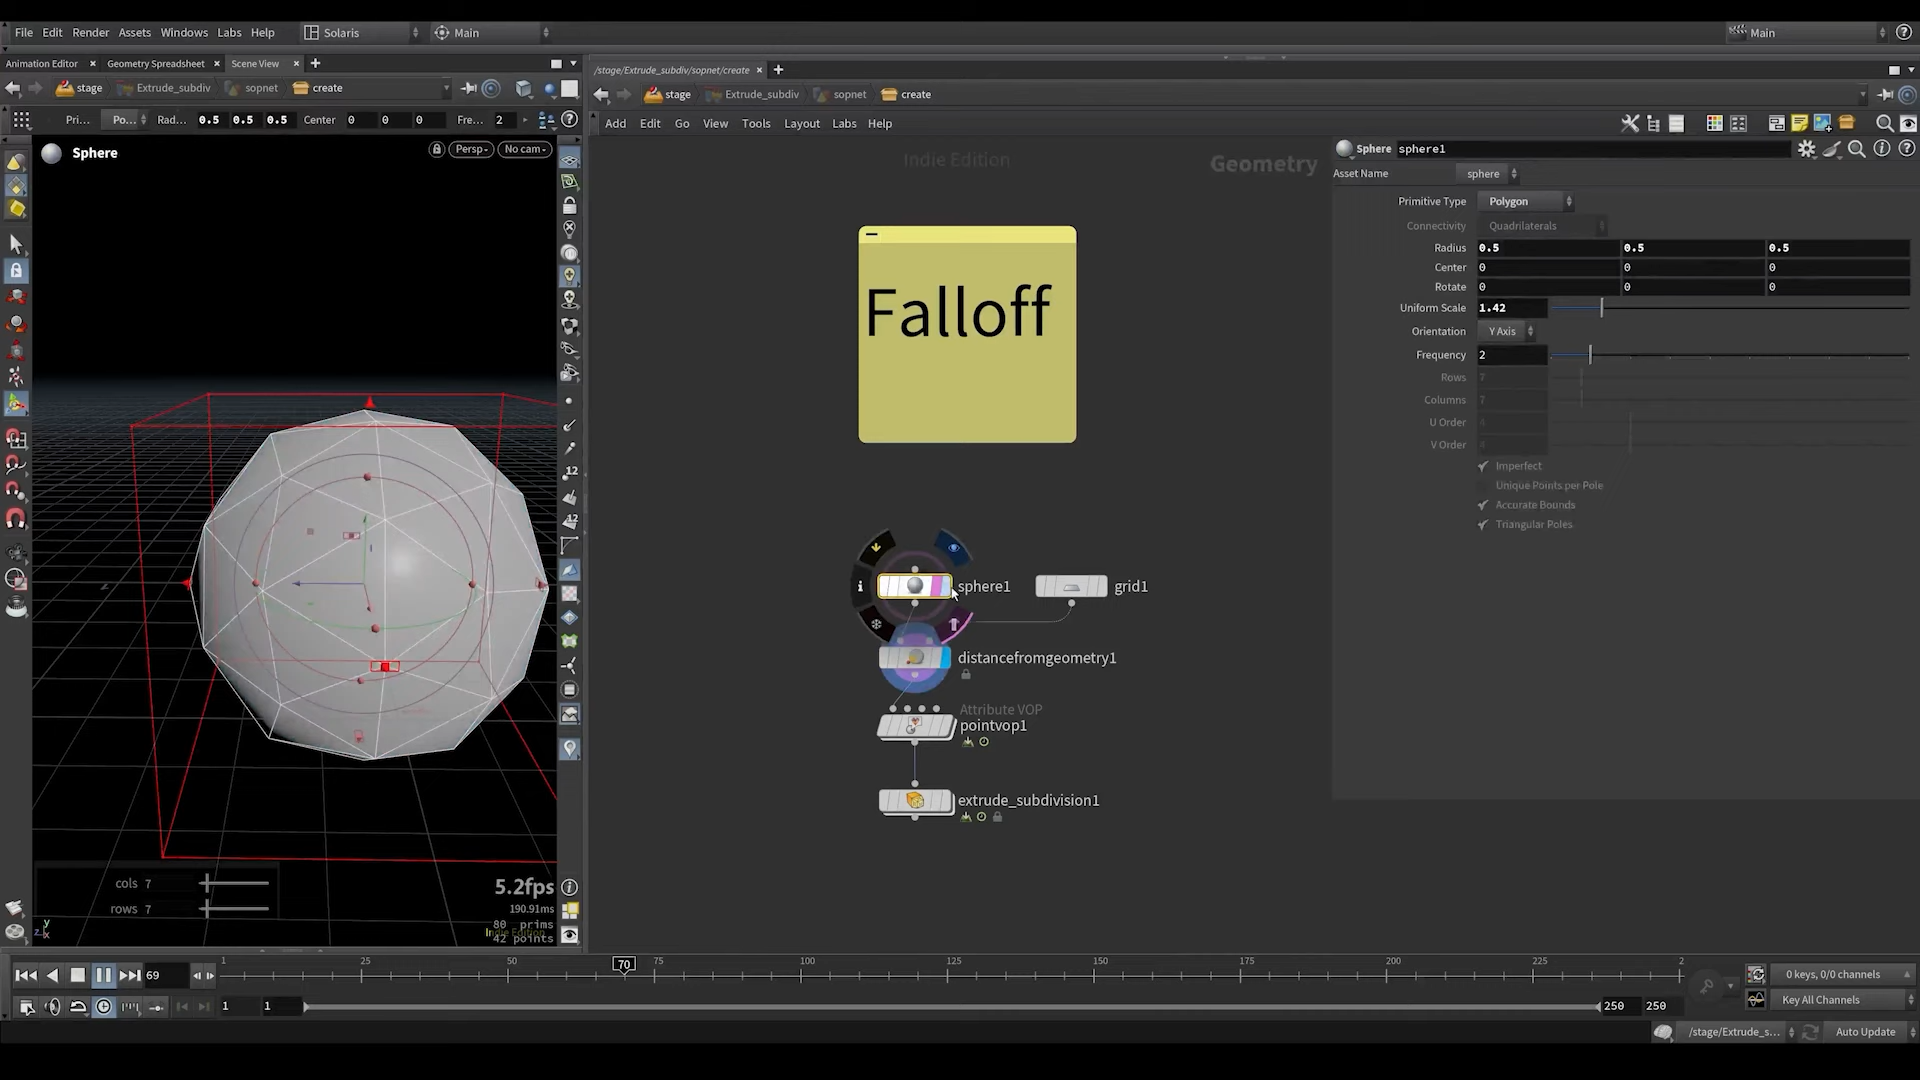 File Edit Render Assets Windows Labs Help Solaris Main Main
Animation Editor Geometry Spreadsheet Scene View
stage Extrude_subdiv sopnet create
Pri... Po... Rad... 0.5 0.5 0.5 Center 0 0 0 Fre... 2
Sphere
Persp No cam
12
12
cols 7
rows 7
5.2fps
190.91ms
80 prims
42 points
/stage/Extrude_subdiv/sopnet/create
stage Extrude_subdiv sopnet create
Add Edit Go View Tools Layout Labs Help
Indie Edition
Geometry
Falloff
sphere1
grid1
distancefromgeometry1
Attribute VOP
pointvop1
extrude_subdivision1
Sphere sphere1
Asset Name sphere
Primitive Type Polygon
Connectivity Quadrilaterals
Radius 0.5 0.5 0.5
Center 0 0 0
Rotate 0 0 0
Uniform Scale 1.42
Orientation Y Axis
Frequency 2
Rows 7
Columns 7
U Order 4
V Order 4
Imperfect
Unique Points per Pole
Accurate Bounds
Triangular Poles
69
1 25 50 70 75 100 125 150 175 200 225 2
0 keys, 0/0 channels
1 1 250 250
Key All Channels
/stage/Extrude_s... Auto Update